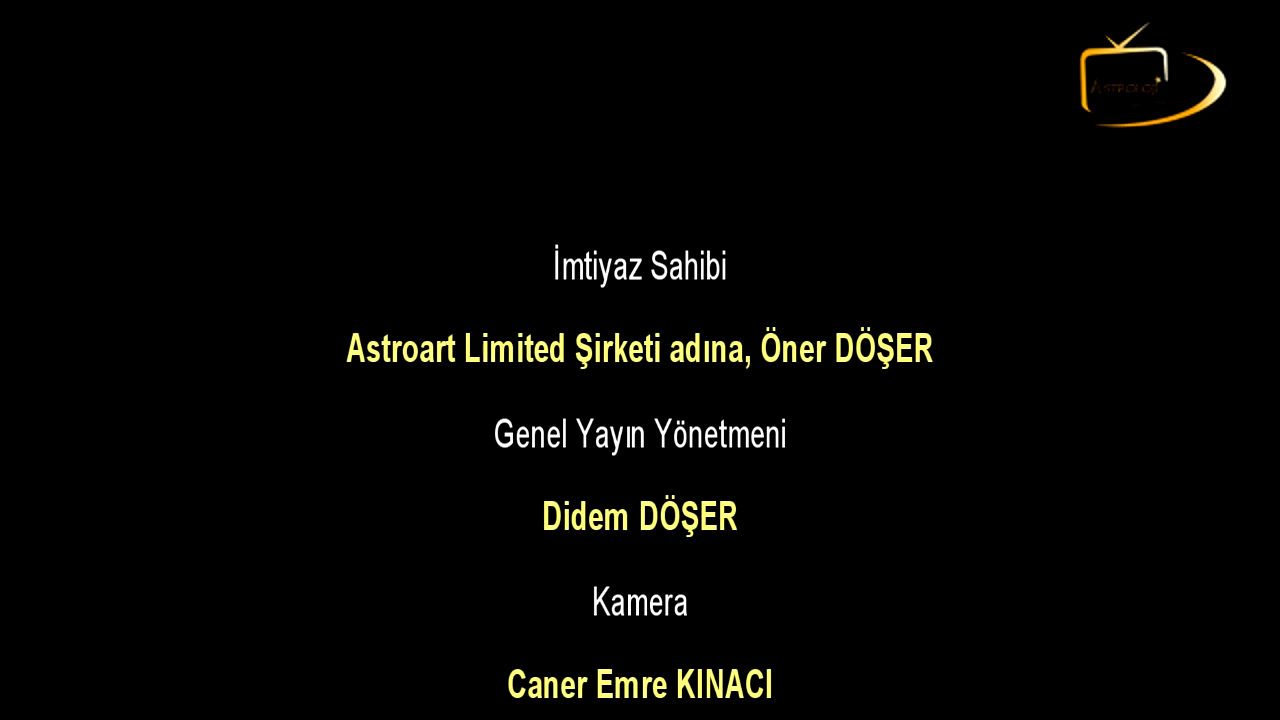 İmtiyaz Sahibi
Astroart Limited Şirketi adına, Öner DÖŞER
Genel Yayın Yönetmeni
Didem DÖŞER
Kamera
Caner Emre KINACI